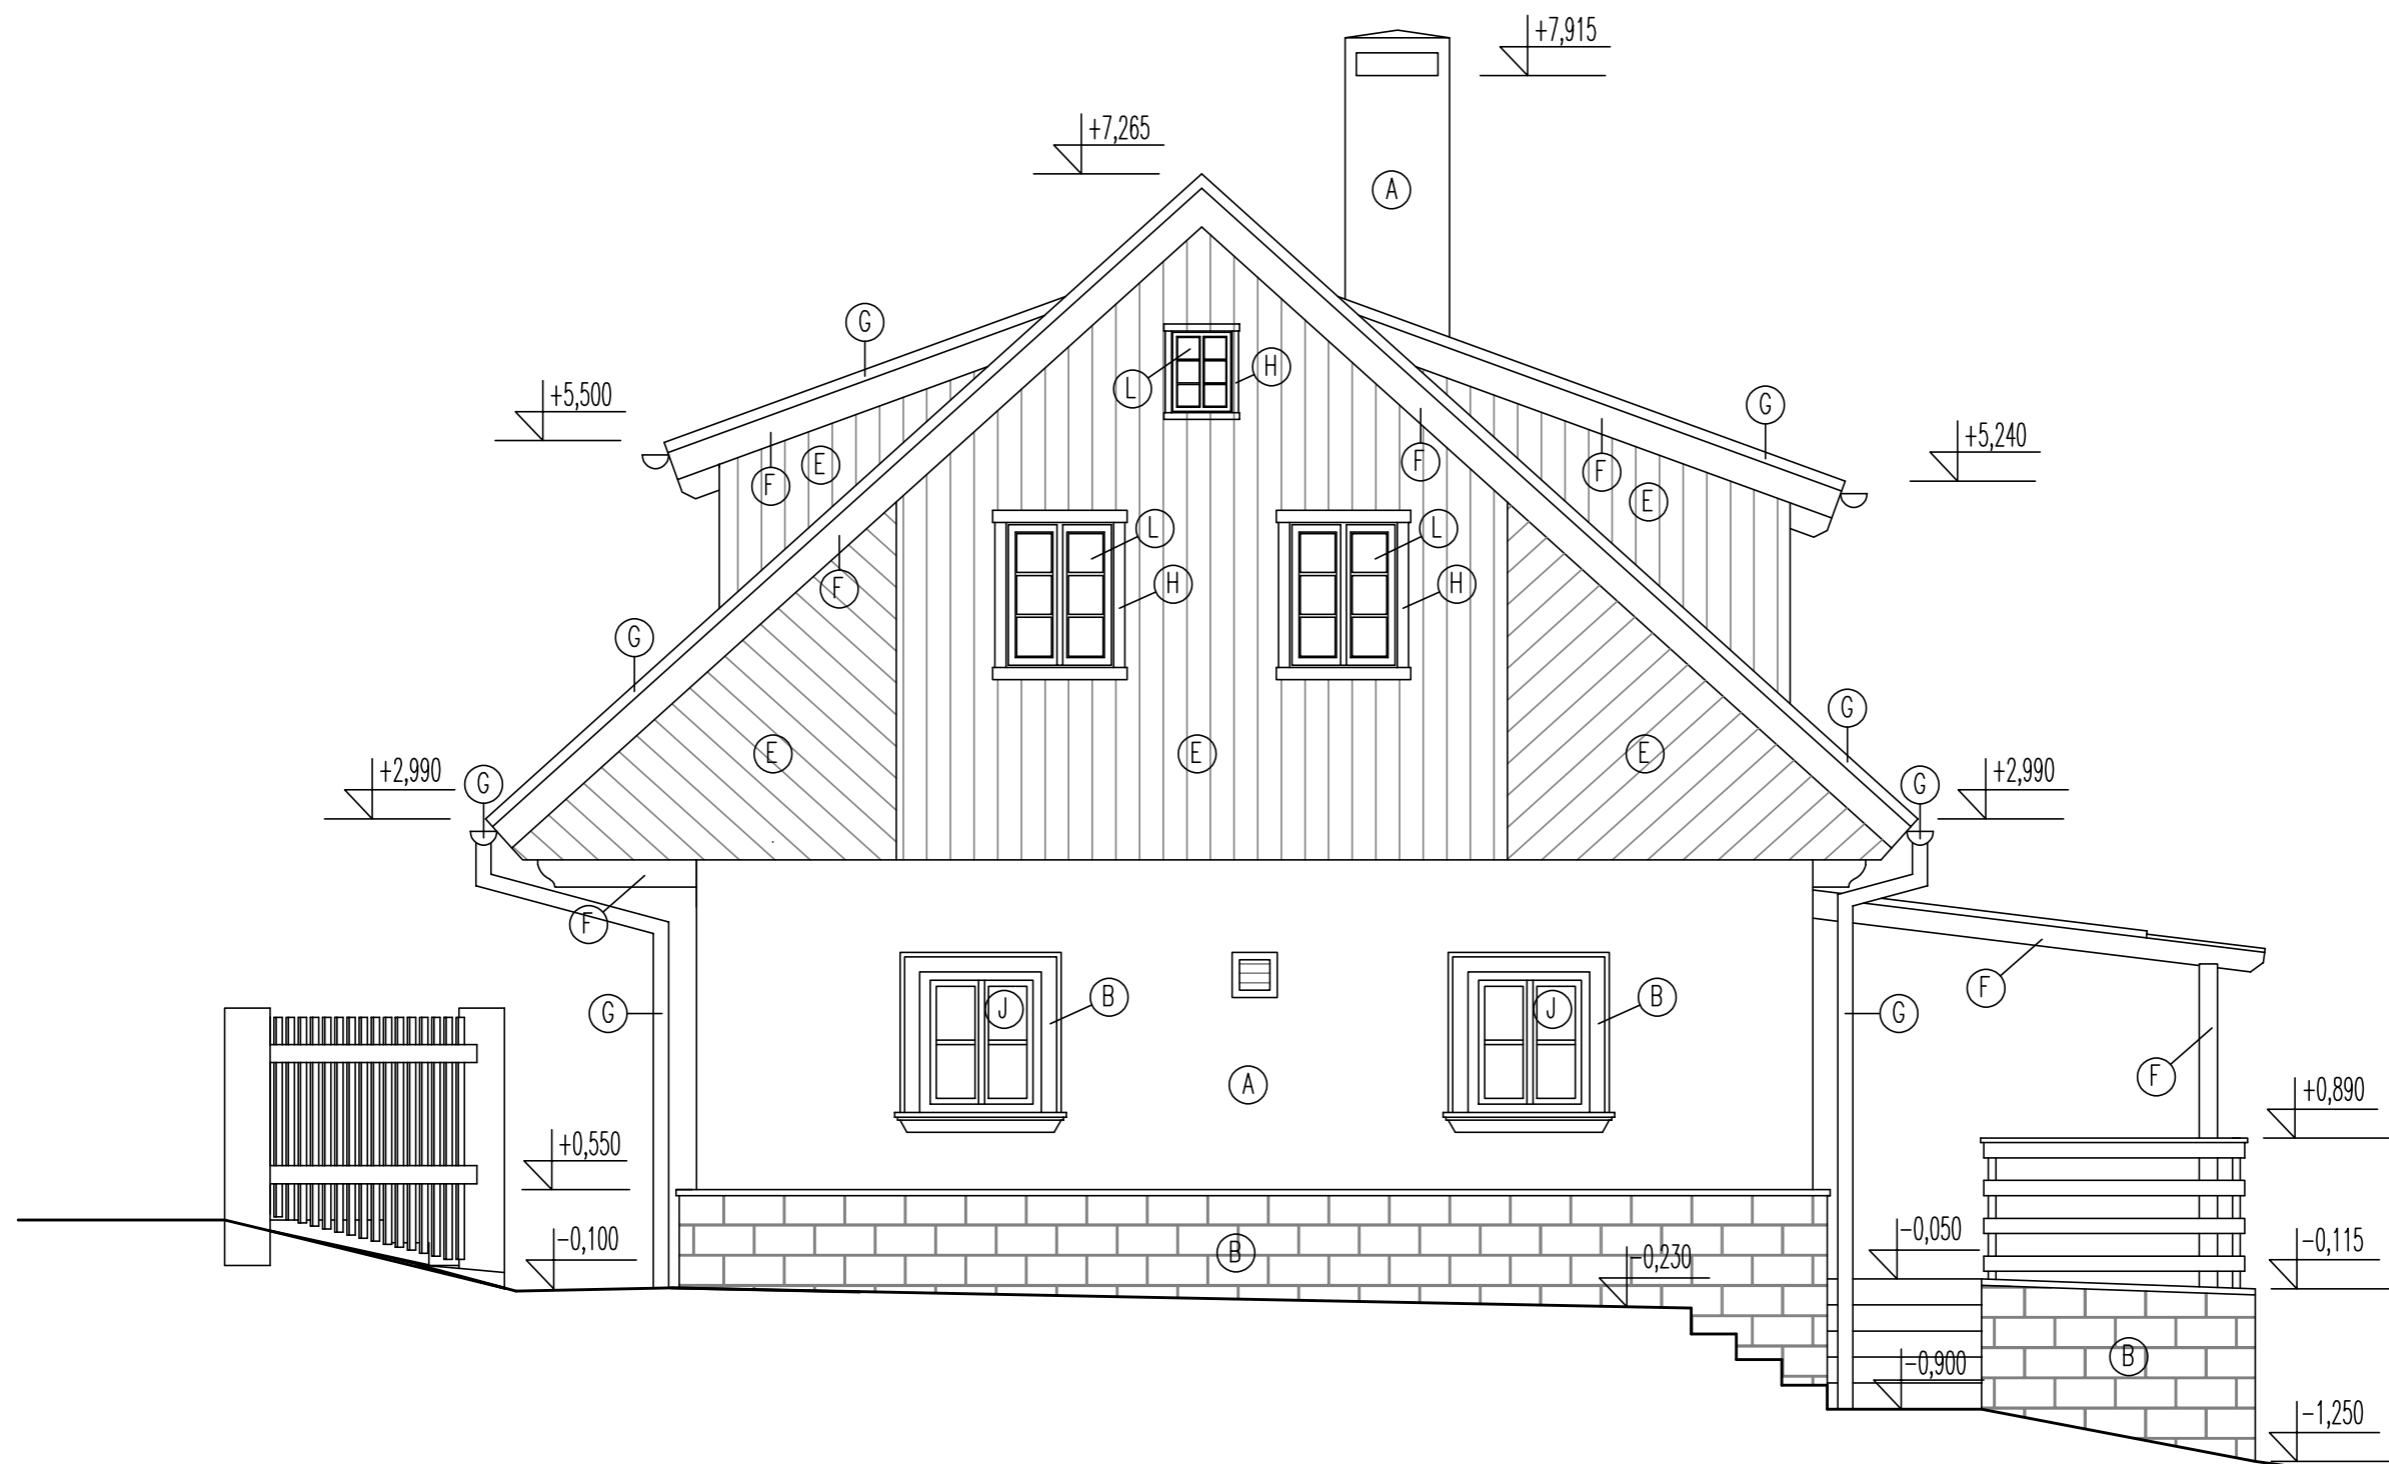 +7,915
+7,265
A
G
L
H
+5,500
G
+5,240
F
E
F
F
E
L
L
F
H
H
G
G
E
E
E
+2,990
G
+2,990
G
F
F
G
J
B
J
B
G
A
F
+0,890
+0,550
-0,100
B
-0,230
-0,050
-0,115
-0,900
B
-1,250